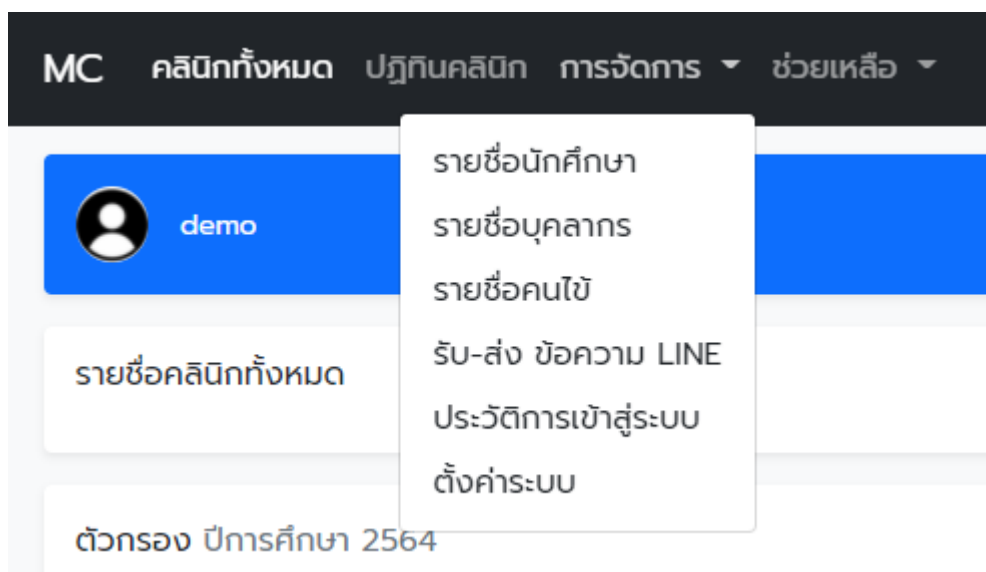 MC คลินิกทั้งหมด ปฏิทินคลินิก การจัดการ ช่วยเหลือ
รายชื่อนักศึกษา
demo
รายชื่อบุคลากร
รายชื่อคนไข้
รับ-ส่ง ข้อความ LINE
รายชื่อคลินิกทั้งหมด
ประวัติการเข้าสู่ระบบ
ตั้งค่าระบบ
ตัวกรอง ปีการศึกษา 2564